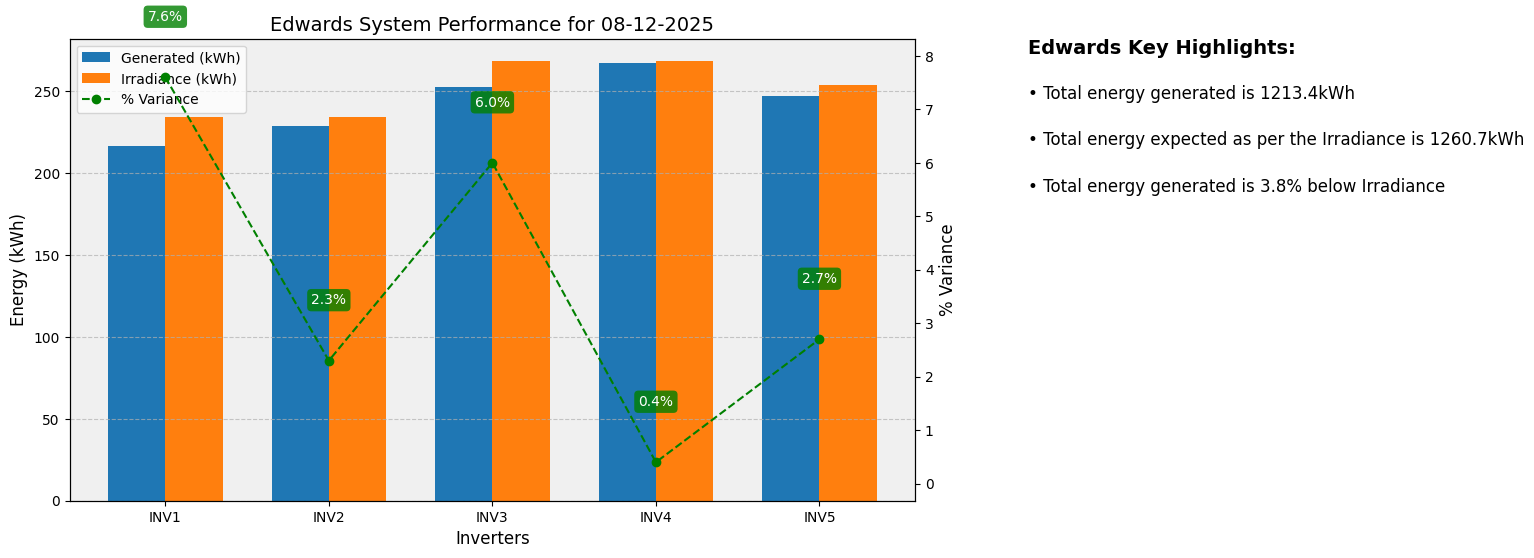 7.6%
Edwards System Performance for 08-12-2025
Generated (kWh)
Irradiance (kWh)
% Variance
6.0%
2.3%
0.4%
2.7%
Energy (kWh)
250
200
150
100
50
0
8
7
6
5
4
3
2
1
0
% Variance
INV1 INV2 INV3 INV4 INV5
Inverters
Edwards Key Highlights:
• Total energy generated is 1213.4kWh
• Total energy expected as per the Irradiance is 1260.7kWh
• Total energy generated is 3.8% below Irradiance